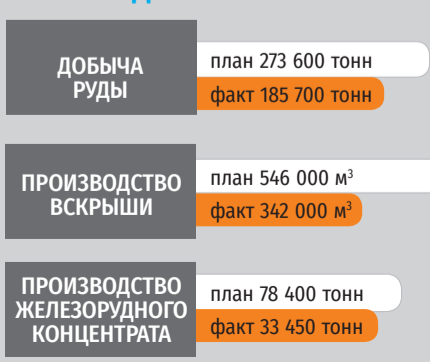 ДОБЫЧА
РУДЫ
план 273 600 тонн
факт 185 700 тонн
ПРОИЗВОДСТВО
ВСКРЫШИ
план 546 000 м³
факт 342 000 м³
ПРОИЗВОДСТВО
ЖЕЛЕЗОРУДНОГО
КОНЦЕНТРАТА
план 78 400 тонн
факт 33 450 тонн